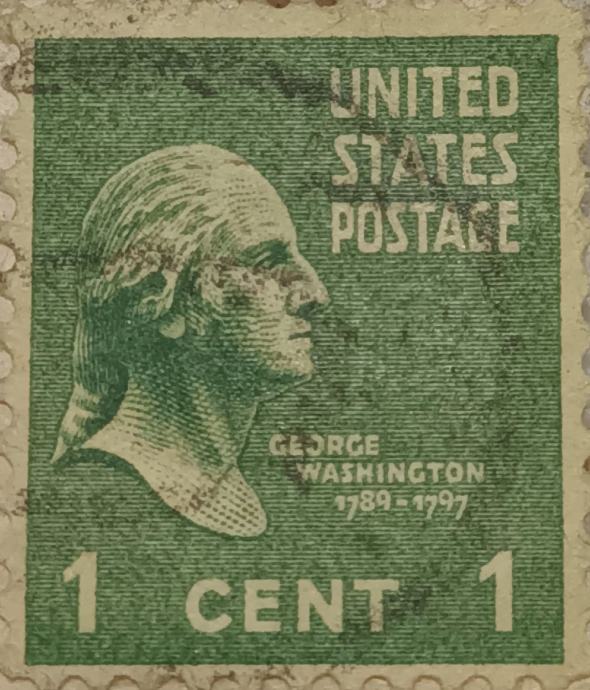 UNITED
STATES
POSTAGE
GEORGE
WASHINGTON
1789-1797
1 CENT 1